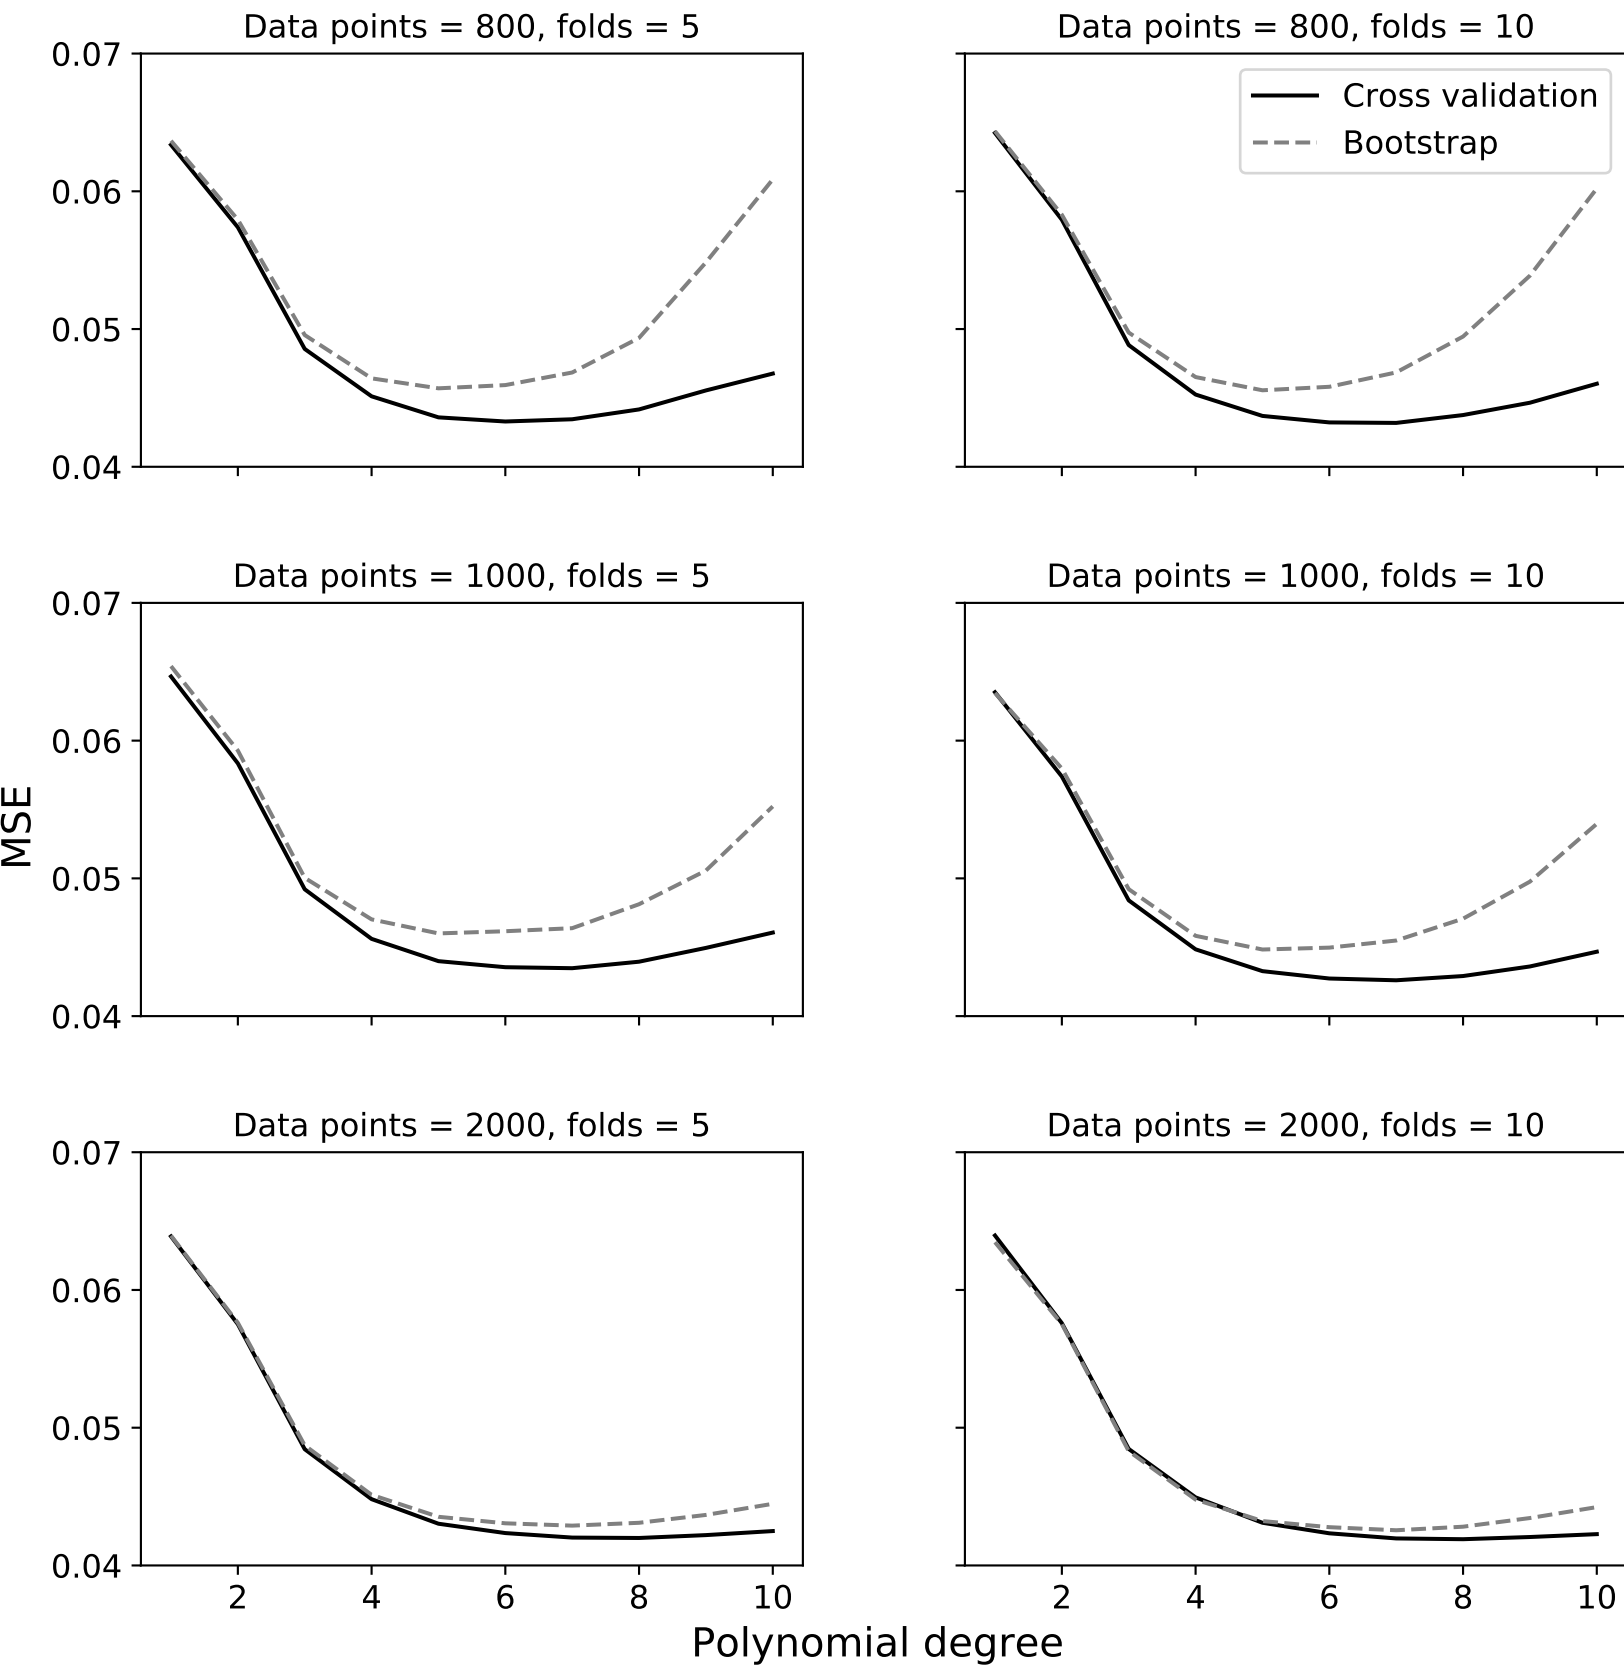 Data points = 800, folds = 5
Data points = 800, folds = 10
0.07
0.06
0.05
0.04
Cross validation
Bootstrap
Data points = 1000, folds = 5
Data points = 1000, folds = 10
0.07
0.06
0.05
0.04
MSE
Data points = 2000, folds = 5
Data points = 2000, folds = 10
0.07
0.06
0.05
0.04
2 4 6 8 10
2 4 6 8 10
Polynomial degree